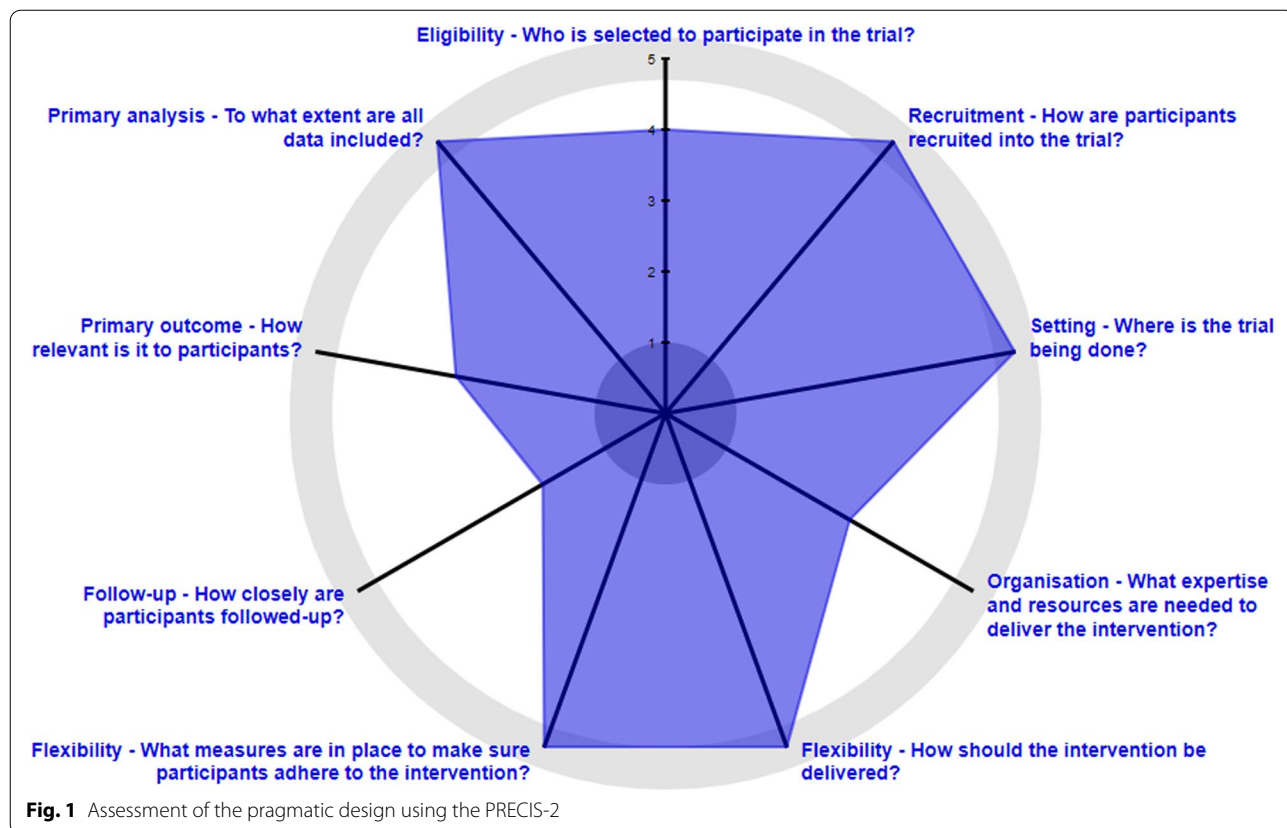 Eligibility - Who is selected to participate in the trial?
5
Primary analysis - To what extent are all
data included?
Recruitment - How are participants
recruited into the trial?
4
3
2
1
Primary outcome - How
relevant is it to participants?
Setting - Where is the trial
being done?
Follow-up - How closely are
participants followed-up?
Organisation - What expertise
and resources are needed to
deliver the intervention?
Flexibility - What measures are in place to make sure
participants adhere to the intervention?
Flexibility - How should the intervention be
delivered?
Fig. 1 Assessment of the pragmatic design using the PRECIS-2